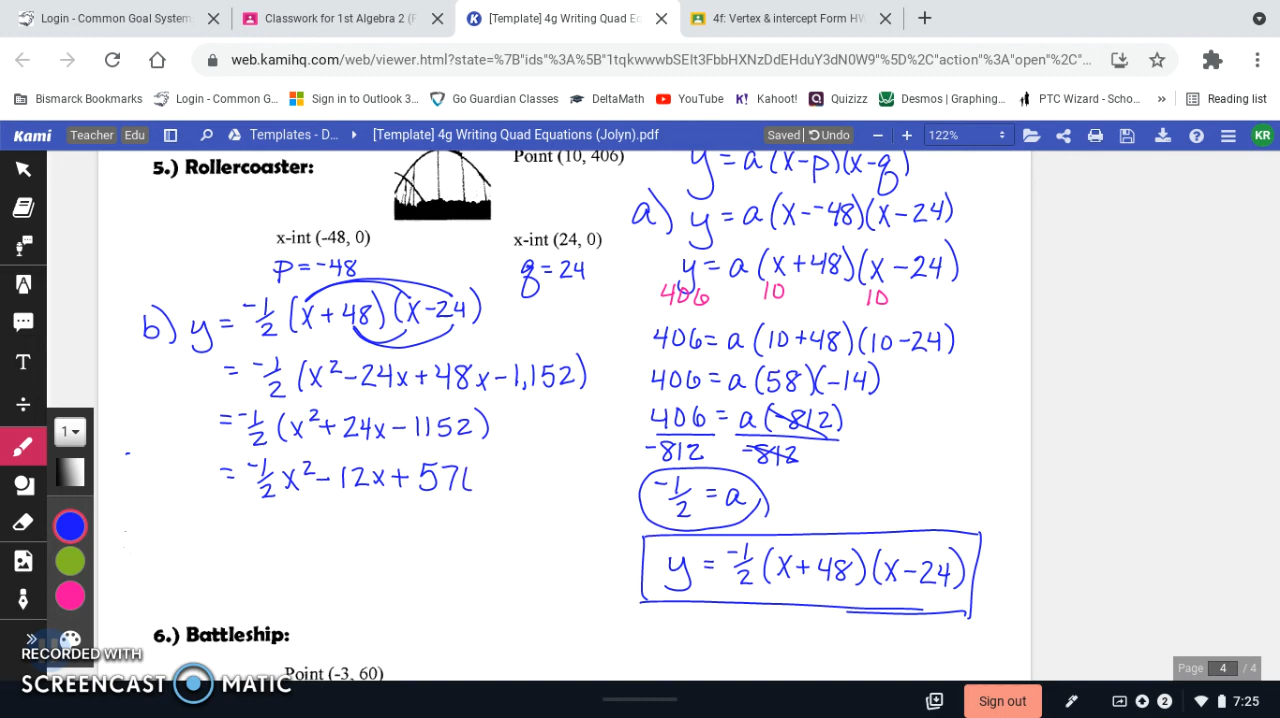 Login - Common Goal System
Classwork for 1st Algebra 2 (F
[Template] 4g Writing Quad Eq
4f: Vertex & intercept Form HW
web.kamihq.com/web/viewer.html?state=%7B"ids"%3A%5B"1tqkwwwbSEIt3FbbHXNzDdEHduY3dN0W9"%5D%2C"action"%3A"open"%2C"...
Bismarck Bookmarks
Login - Common G...
Sign in to Outlook 3...
Go Guardian Classes
DeltaMath
YouTube
Kahoot!
Quizizz
Desmos | Graphing...
PTC Wizard - Scho...
»
Reading list
Kami Teacher Edu
Templates - D...
[Template] 4g Writing Quad Equations (Jolyn).pdf
Saved Undo
122%
KR
5.) Rollercoaster:
Point (10, 406)
y = a(x-p)(x-q)
a) y = a(x--48)(x-24)
x-int (-48, 0)
x-int (24, 0)
p = -48
q = 24
y = a(x+48)(x-24)
406 10 10
b) y = -1/2 (x+48)(x-24)
406 = a(10+48)(10-24)
= -1/2 (x² -24x+48x-1,152)
406 = a(58)(-14)
= -1/2 (x²+24x-1152)
406 = a(-812)
-812 -812
= -1/2 x² -12x+57(
-1/2 = a
y = -1/2 (x+48)(x-24)
6.) Battleship:
Point (-3, 60)
1
T
RECORDED WITH
SCREENCAST MATIC
Page 4 / 4
Sign out
2
7:25